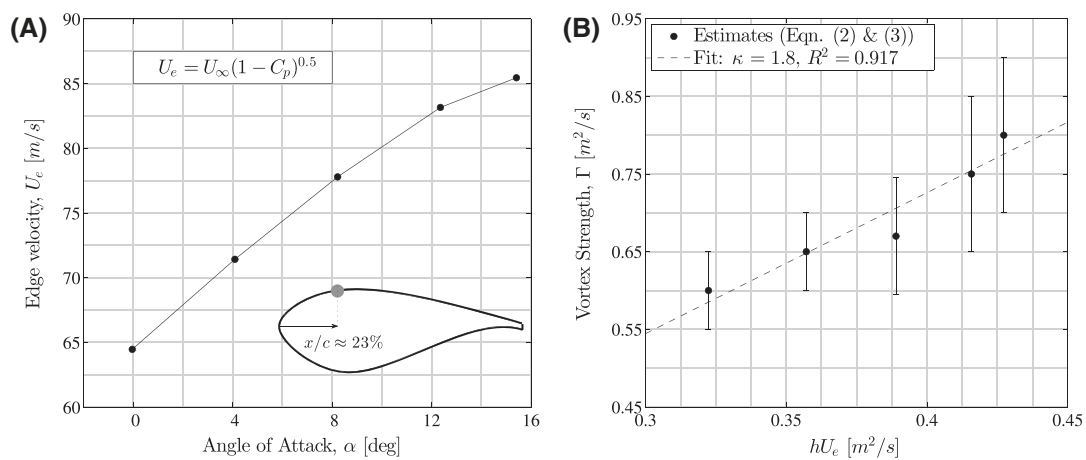 (A)
90
85
80
75
70
65
60
Edge velocity, U_e [m/s]
U_e = U_∞(1 − C_p)^{0.5}
x/c ≈ 23%
0 4 8 12 16
Angle of Attack, α [deg]
(B)
0.95
0.85
0.75
0.65
0.55
0.45
Vortex Strength, Γ [m²/s]
Estimates (Eqn. (2) & (3))
Fit: κ = 1.8, R² = 0.917
0.3 0.35 0.4 0.45
hU_e [m²/s]